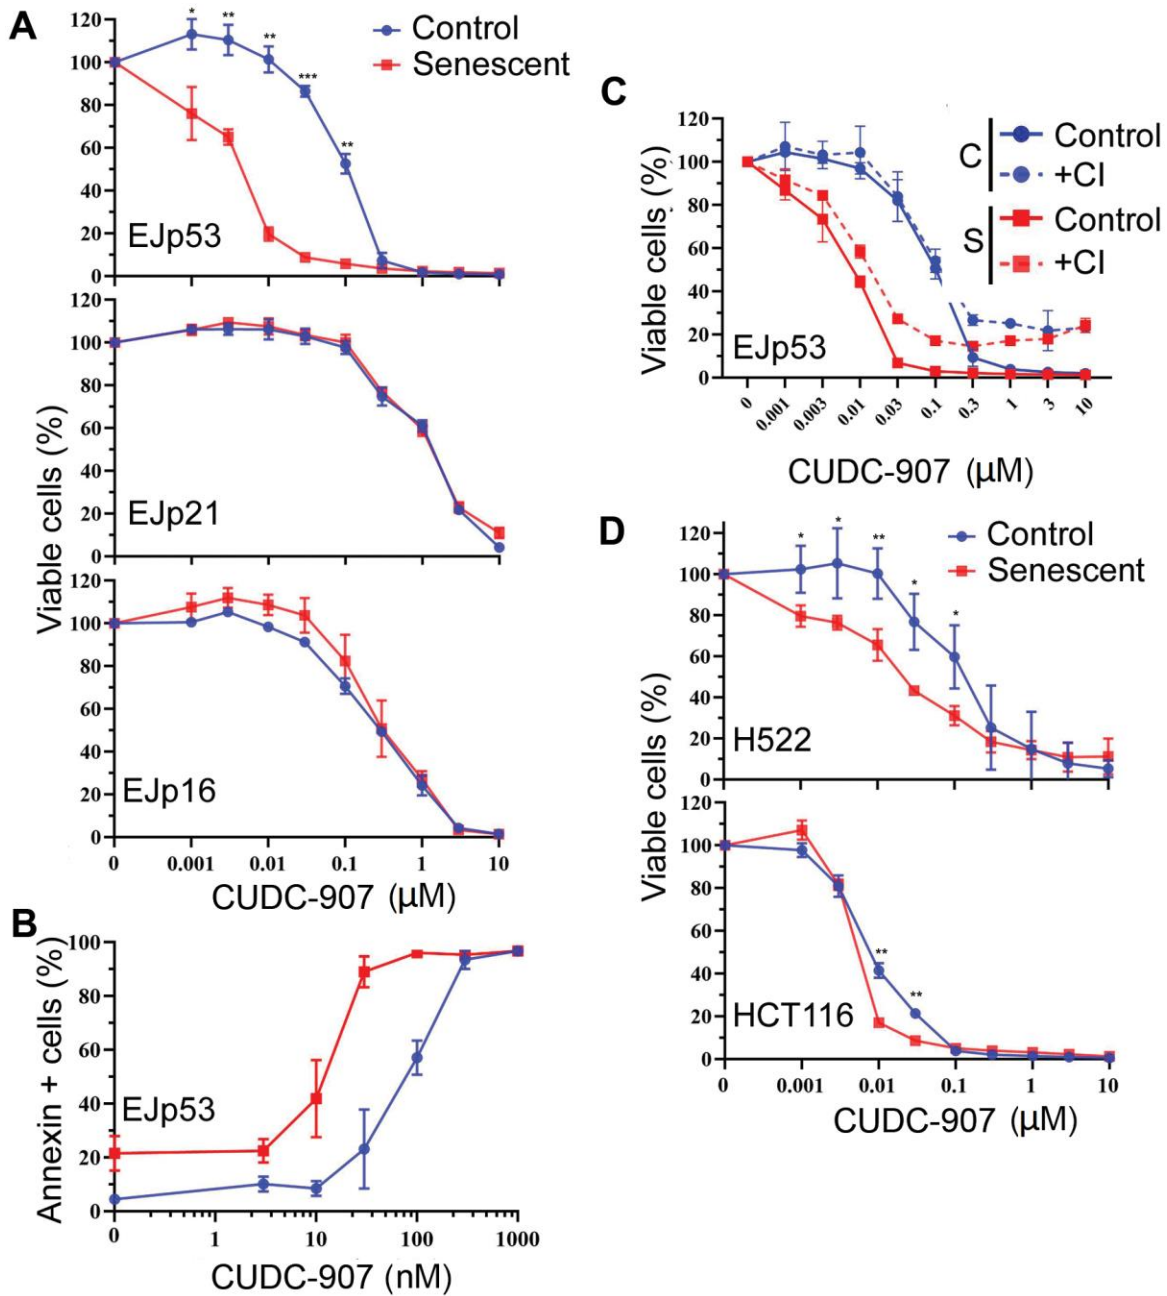 A
120
100
80
60
40
20
0
*
**
**
***
**
Control
Senescent
EJp53
120
100
80
60
40
20
0
EJp21
120
100
80
60
40
20
0
EJp16
Viable cells (%)
0 0.001 0.01 0.1 1 10
CUDC-907 (μM)
B
100
80
60
40
20
0
Annexin + cells (%)
EJp53
0 1 10 100 1000
CUDC-907 (nM)
C
120
100
80
60
40
20
0
Viable cells (%)
C
Control
+CI
S
Control
+CI
EJp53
0 0.001 0.003 0.01 0.03 0.1 0.3 1 3 10
CUDC-907 (μM)
D
120
100
80
60
40
20
0
*
*
**
*
*
Control
Senescent
H522
Viable cells (%)
120
100
80
60
40
20
0
**
**
HCT116
0 0.001 0.01 0.1 1 10
CUDC-907 (μM)